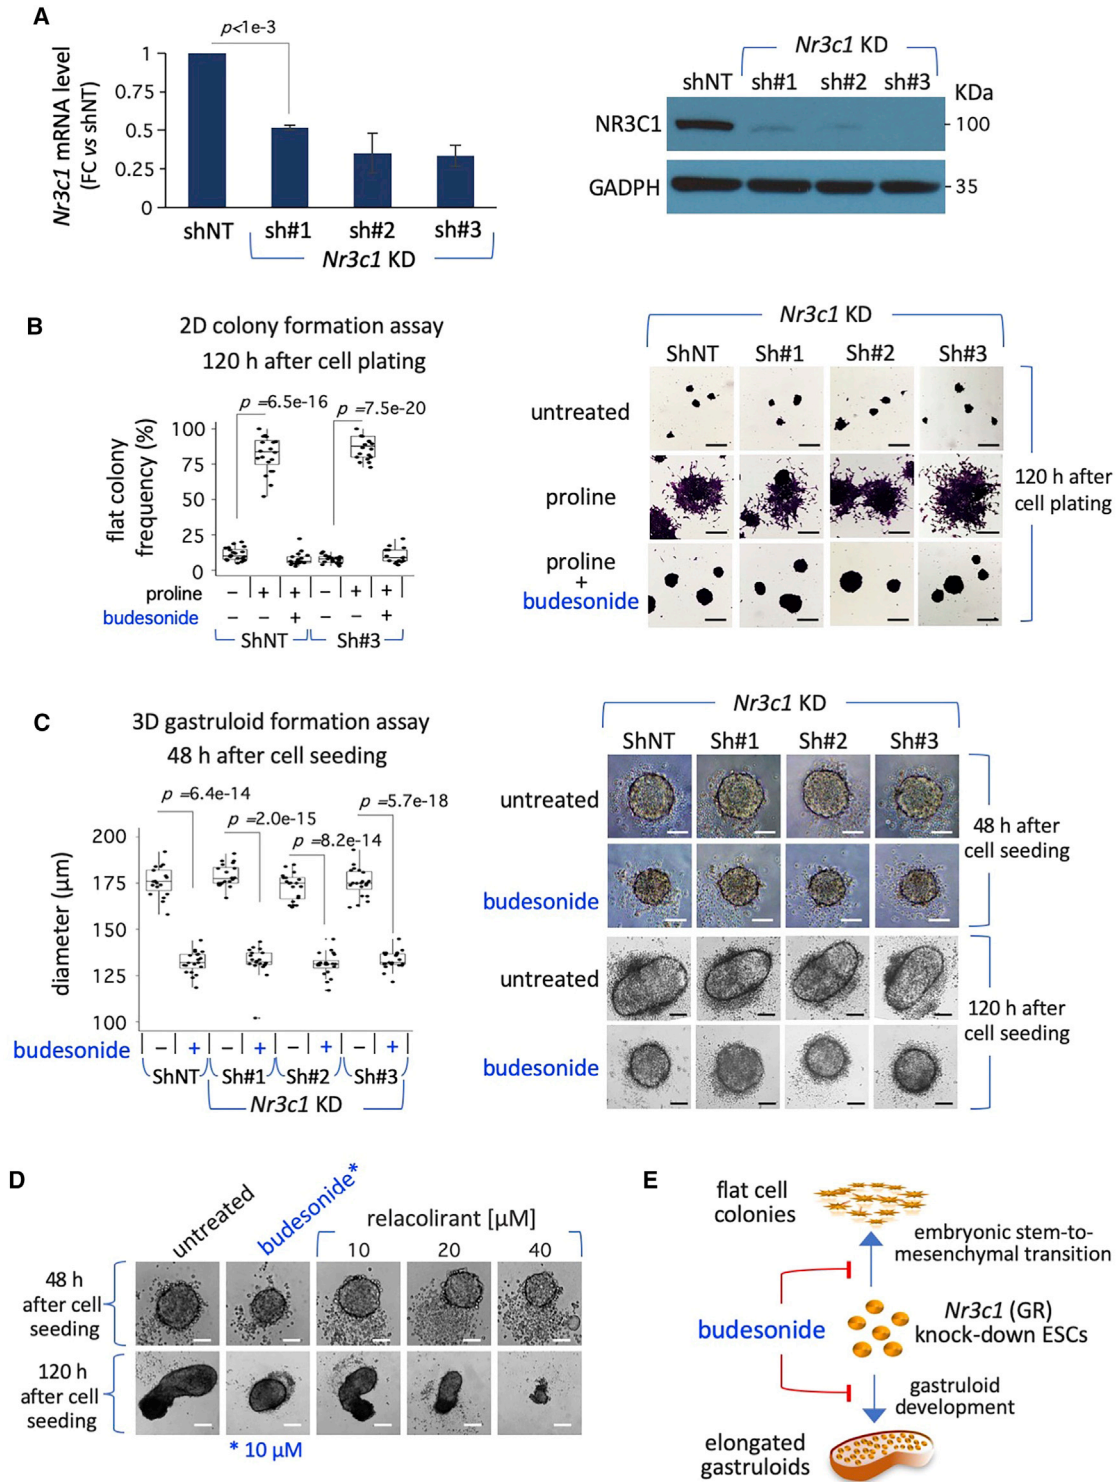 A
p<1e-3
Nr3c1 mRNA level
(FC vs shNT)
1
0.75
0.5
0.25
0
shNT sh#1 sh#2 sh#3
Nr3c1 KD
Nr3c1 KD
shNT sh#1 sh#2 sh#3
KDa
NR3C1
100
GADPH
35
B
2D colony formation assay
120 h after cell plating
p =6.5e-16
p =7.5e-20
flat colony
frequency (%)
100
75
50
25
0
proline − + + − + +
budesonide − − + − − +
ShNT Sh#3
Nr3c1 KD
ShNT Sh#1 Sh#2 Sh#3
untreated
proline
proline
+
budesonide
120 h after
cell plating
C
3D gastruloid formation assay
48 h after cell seeding
p =6.4e-14
p =2.0e-15
p =8.2e-14
p =5.7e-18
diameter (µm)
200
175
150
125
100
budesonide − + − + − + − +
ShNT Sh#1 Sh#2 Sh#3
Nr3c1 KD
Nr3c1 KD
ShNT Sh#1 Sh#2 Sh#3
untreated
budesonide
48 h after
cell seeding
untreated
budesonide
120 h after
cell seeding
D
untreated
budesonide*
relacolirant [µM]
10 20 40
48 h
after cell
seeding
120 h
after cell
seeding
* 10 µM
E
flat cell
colonies
embryonic stem-to-
mesenchymal transition
budesonide
Nr3c1 (GR)
knock-down ESCs
gastruloid
development
elongated
gastruloids